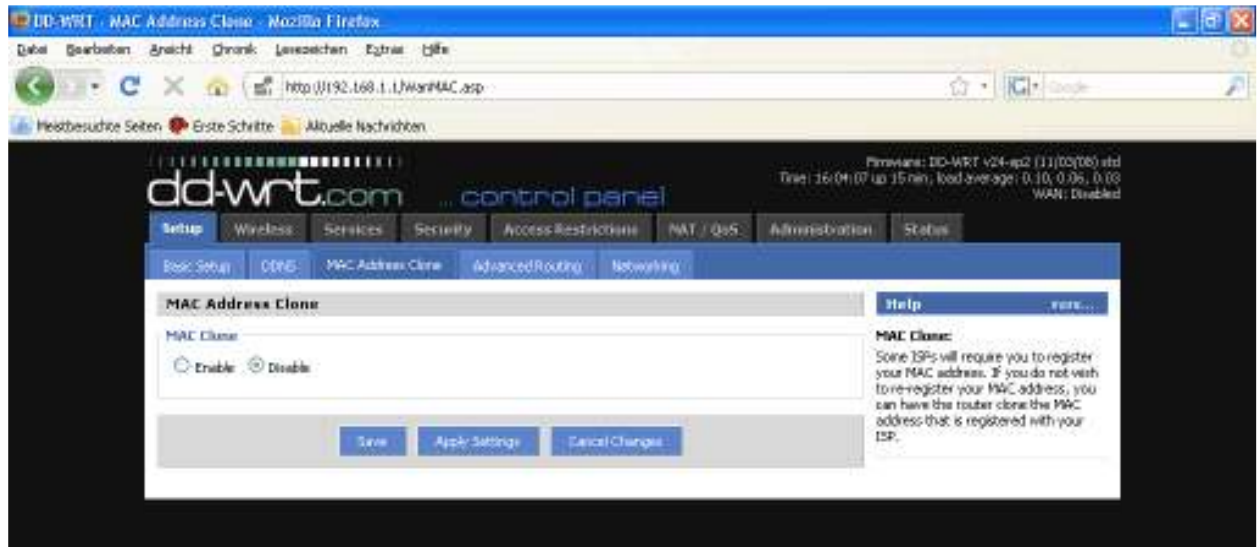 DD-WRT - MAC Address Clone - Mozilla Firefox
Datei Bearbeiten Ansicht Chronik Lesezeichen Extras Hilfe
http://192.168.1.1/WanMAC.asp
Google
Meistbesuchte Seiten Erste Schritte Aktuelle Nachrichten
dd-wrt.com ... control panel
Firmware: DD-WRT v24-sp2 (11/03/08) std
Time: 16:04:07 up 15 min, load average: 0.10, 0.06, 0.03
WAN: Disabled
Setup Wireless Services Security Access Restrictions NAT / QoS Administration Status
Basic Setup DDNS MAC Address Clone Advanced Routing Networking
MAC Address Clone
MAC Clone
Enable Disable
Save Apply Settings Cancel Changes
Help more...
MAC Clone:
Some ISPs will require you to register
your MAC address. If you do not wish
to re-register your MAC address, you
can have the router clone the MAC
address that is registered with your
ISP.